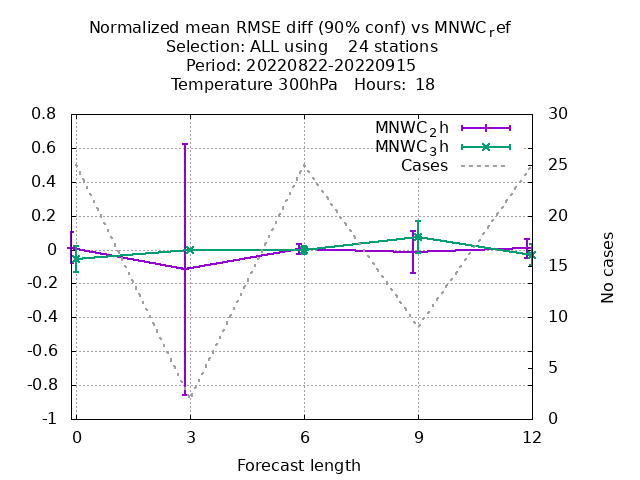 Normalized mean RMSE diff (90% conf) vs MNWC_ref
Selection: ALL using    24 stations
Period: 20220822-20220915
Temperature 300hPa   Hours: 18
MNWC_2h
MNWC_3h
Cases
0.8
0.6
0.4
0.2
0
-0.2
-0.4
-0.6
-0.8
-1
30
25
20
15
10
5
0
No cases
0 3 6 9 12
Forecast length